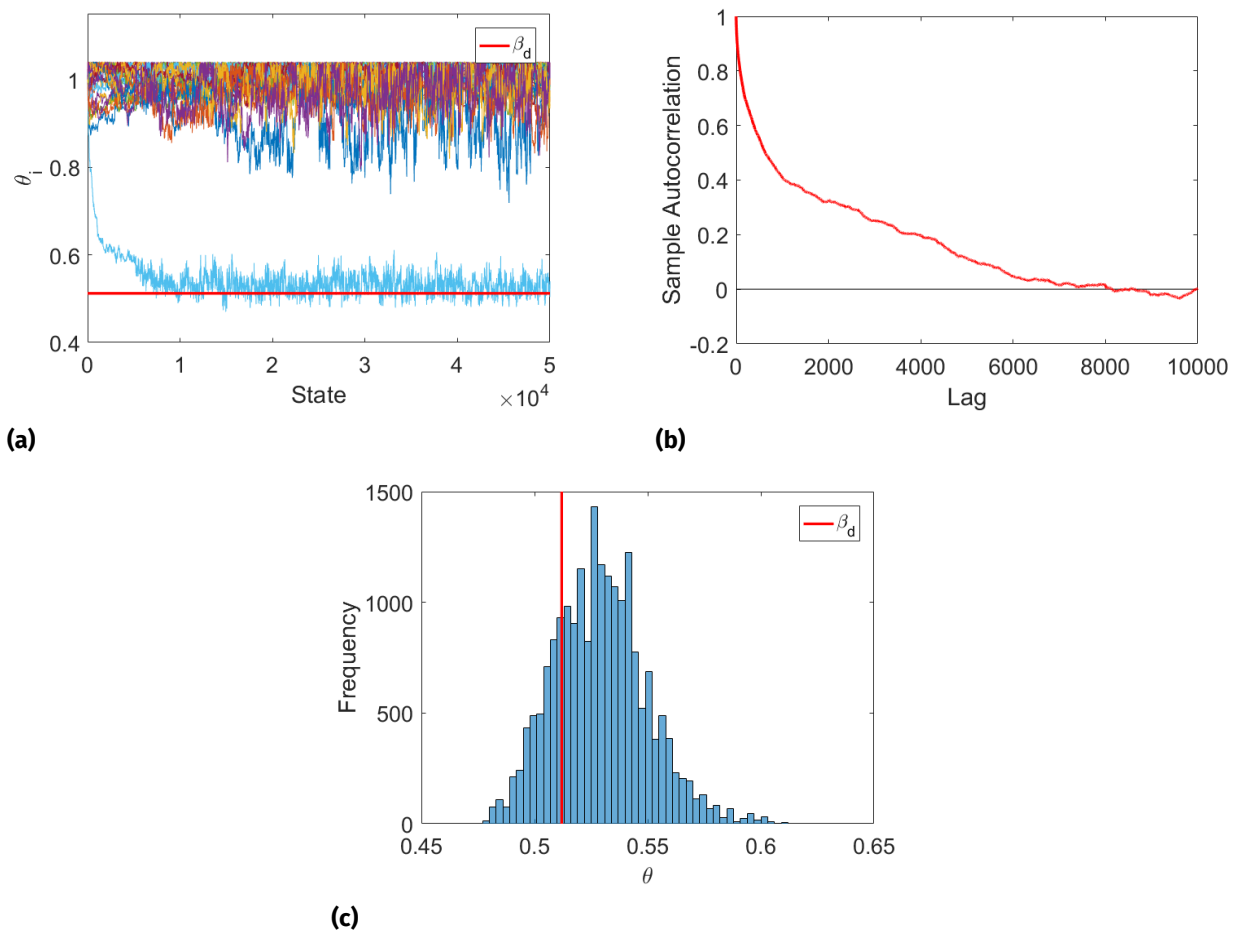 β_d
1
0.8
0.6
0.4
θ_i
0 1 2 3 4 5
State ×10^4
(a)
1
0.8
0.6
0.4
0.2
0
-0.2
Sample Autocorrelation
0 2000 4000 6000 8000 10000
Lag
(b)
1500
1000
500
0
Frequency
β_d
0.45 0.5 0.55 0.6 0.65
θ
(c)